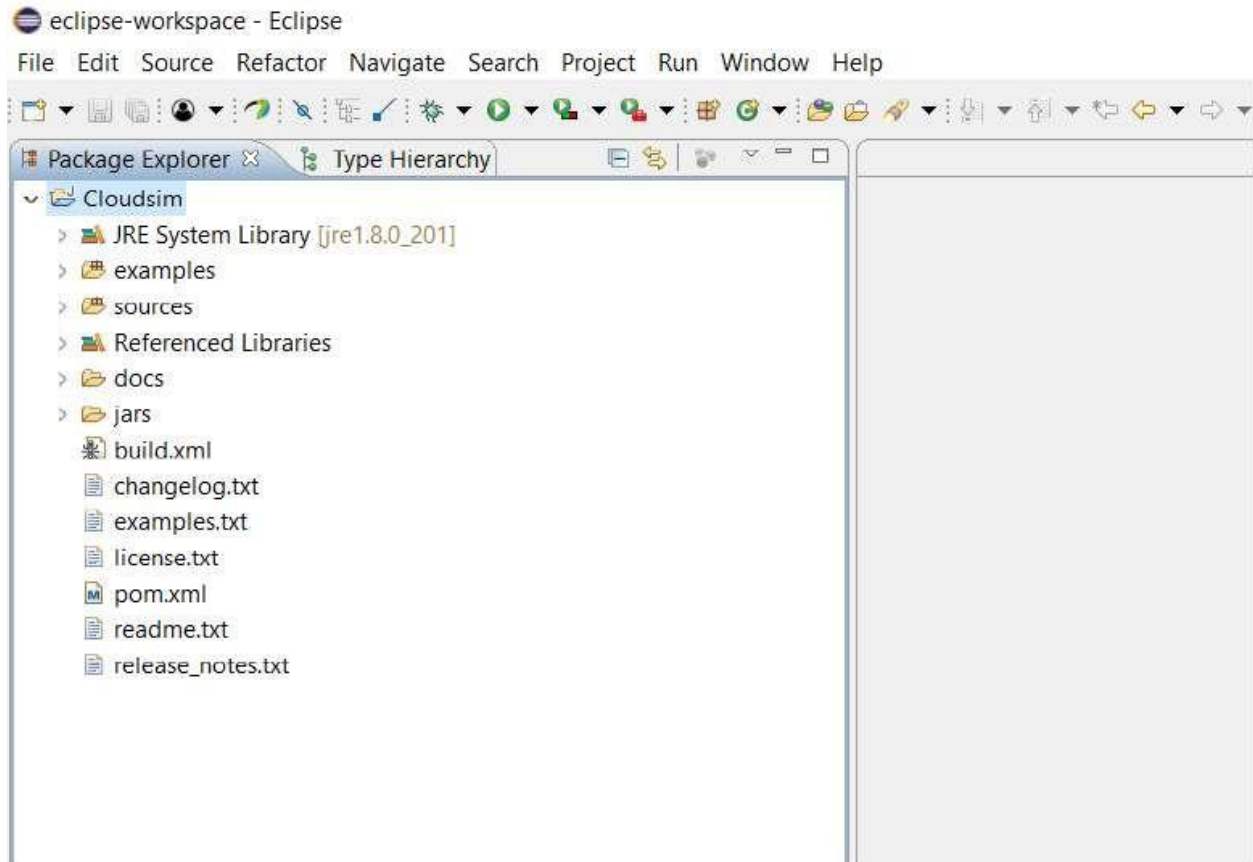 eclipse-workspace - Eclipse
File Edit Source Refactor Navigate Search Project Run Window Help
Package Explorer Type Hierarchy
Cloudsim
JRE System Library [jre1.8.0_201]
examples
sources
Referenced Libraries
docs
jars
build.xml
changelog.txt
examples.txt
license.txt
pom.xml
readme.txt
release_notes.txt